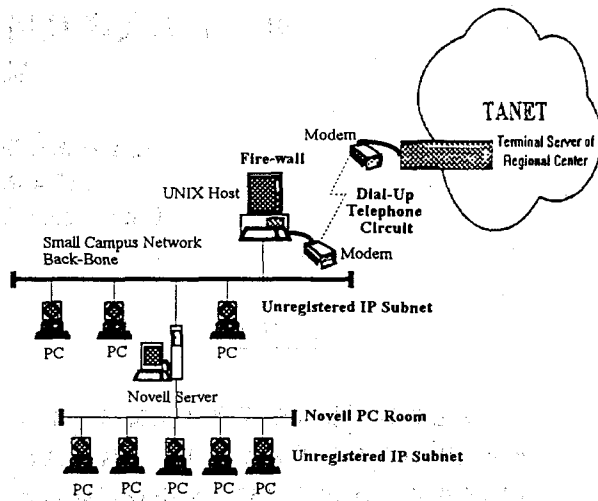 TANET
Modem
Terminal Server of
Regional Center
Fire-wall
UNIX Host
Dial-Up
Telephone
Circuit
Small Campus Network
Back-Bone
Modem
Unregistered IP Subnet
PC
PC
PC
Novell Server
Novell PC Room
Unregistered IP Subnet
PC
PC
PC
PC
PC